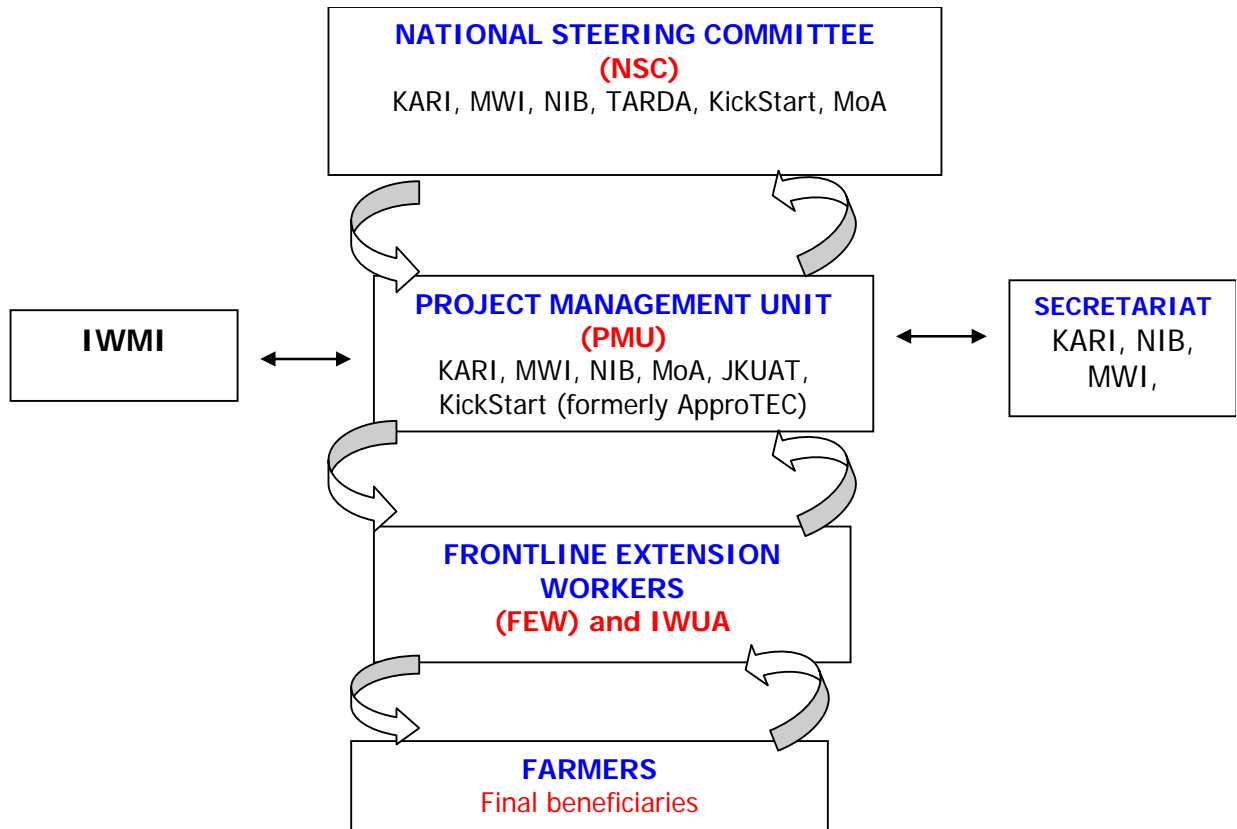 NATIONAL STEERING COMMITTEE
(NSC)
KARI, MWI, NIB, TARDA, KickStart, MoA
IWMI
PROJECT MANAGEMENT UNIT
(PMU)
KARI, MWI, NIB, MoA, JKUAT,
KickStart (formerly ApproTEC)
SECRETARIAT
KARI, NIB,
MWI,
FRONTLINE EXTENSION
WORKERS
(FEW) and IWUA
FARMERS
Final beneficiaries